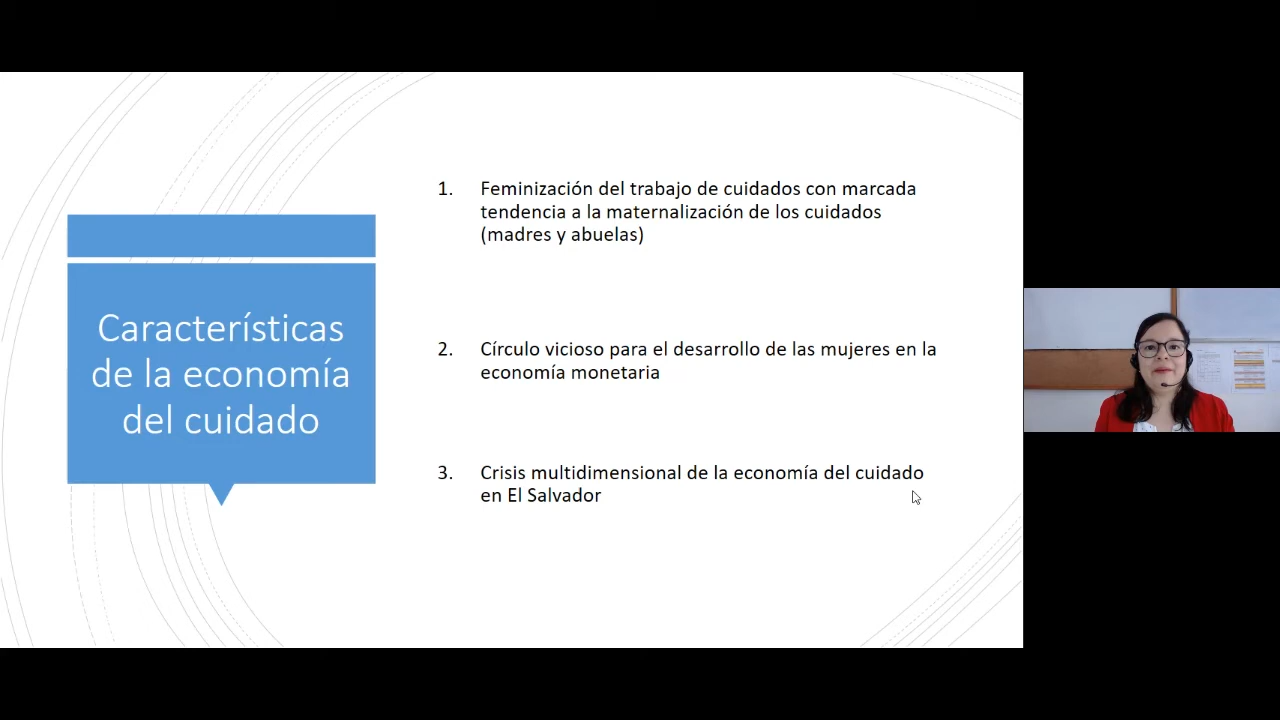 Características
de la economía
del cuidado
1. Feminización del trabajo de cuidados con marcada
tendencia a la maternalización de los cuidados
(madres y abuelas)
2. Círculo vicioso para el desarrollo de las mujeres en la
economía monetaria
3. Crisis multidimensional de la economía del cuidado
en El Salvador